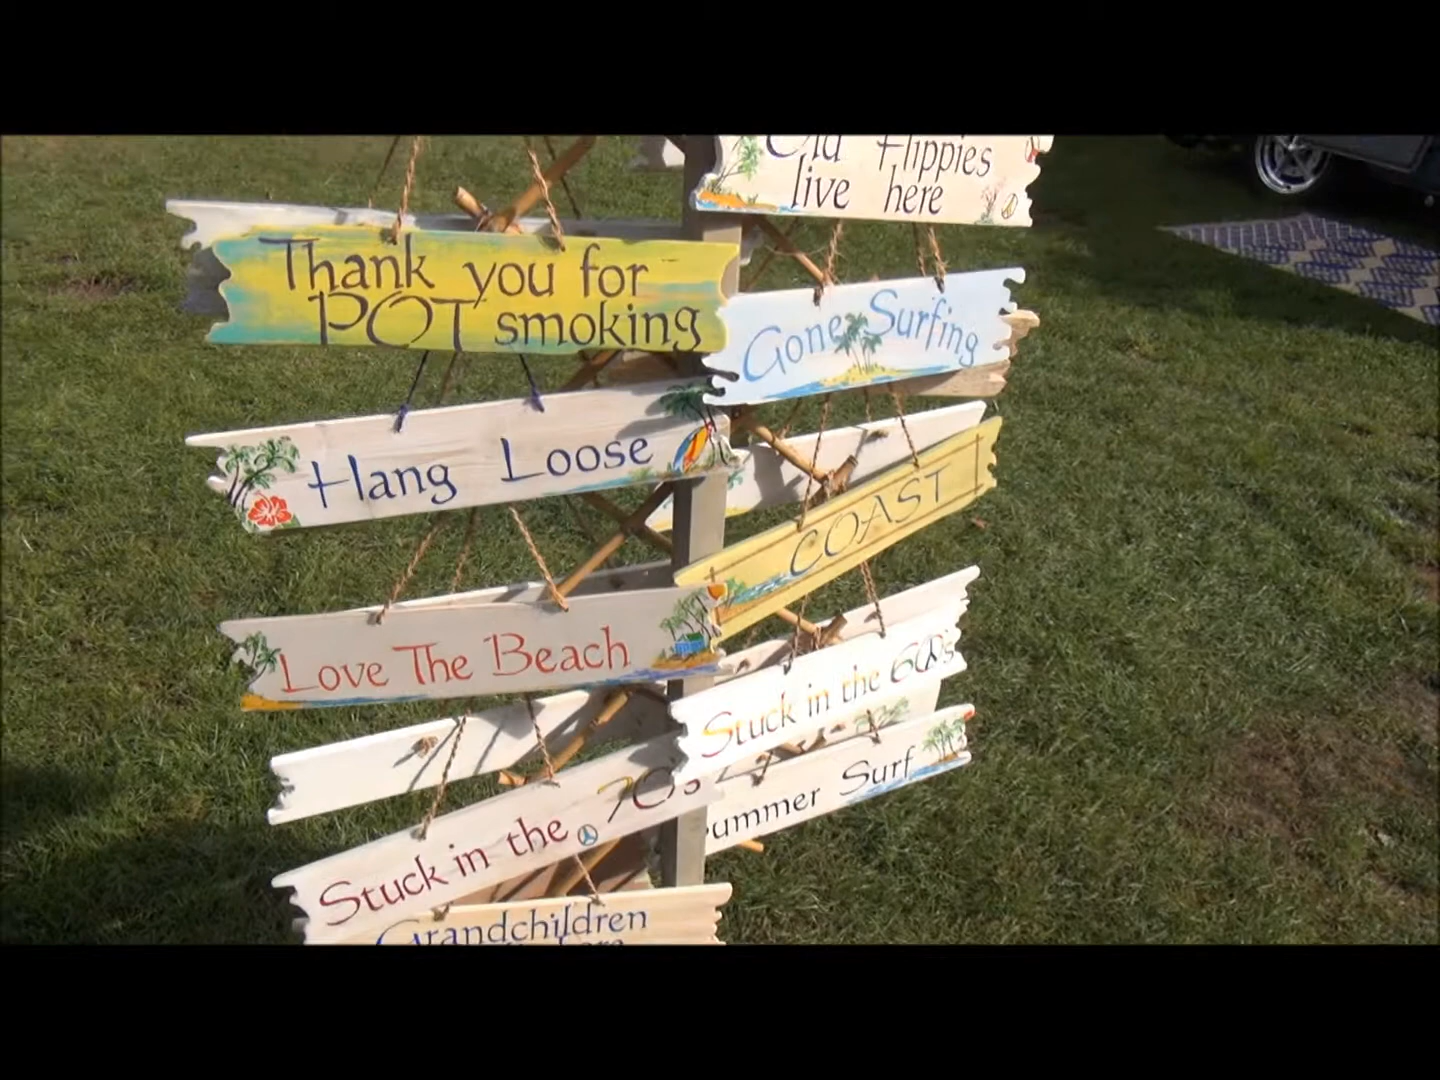 Old Hippies
live here
Thank you for
POT smoking
Gone Surfing
Hang Loose
COAST
Love The Beach
Stuck in the 60's
Stuck in the 70's
Summer Surf
Grandchildren